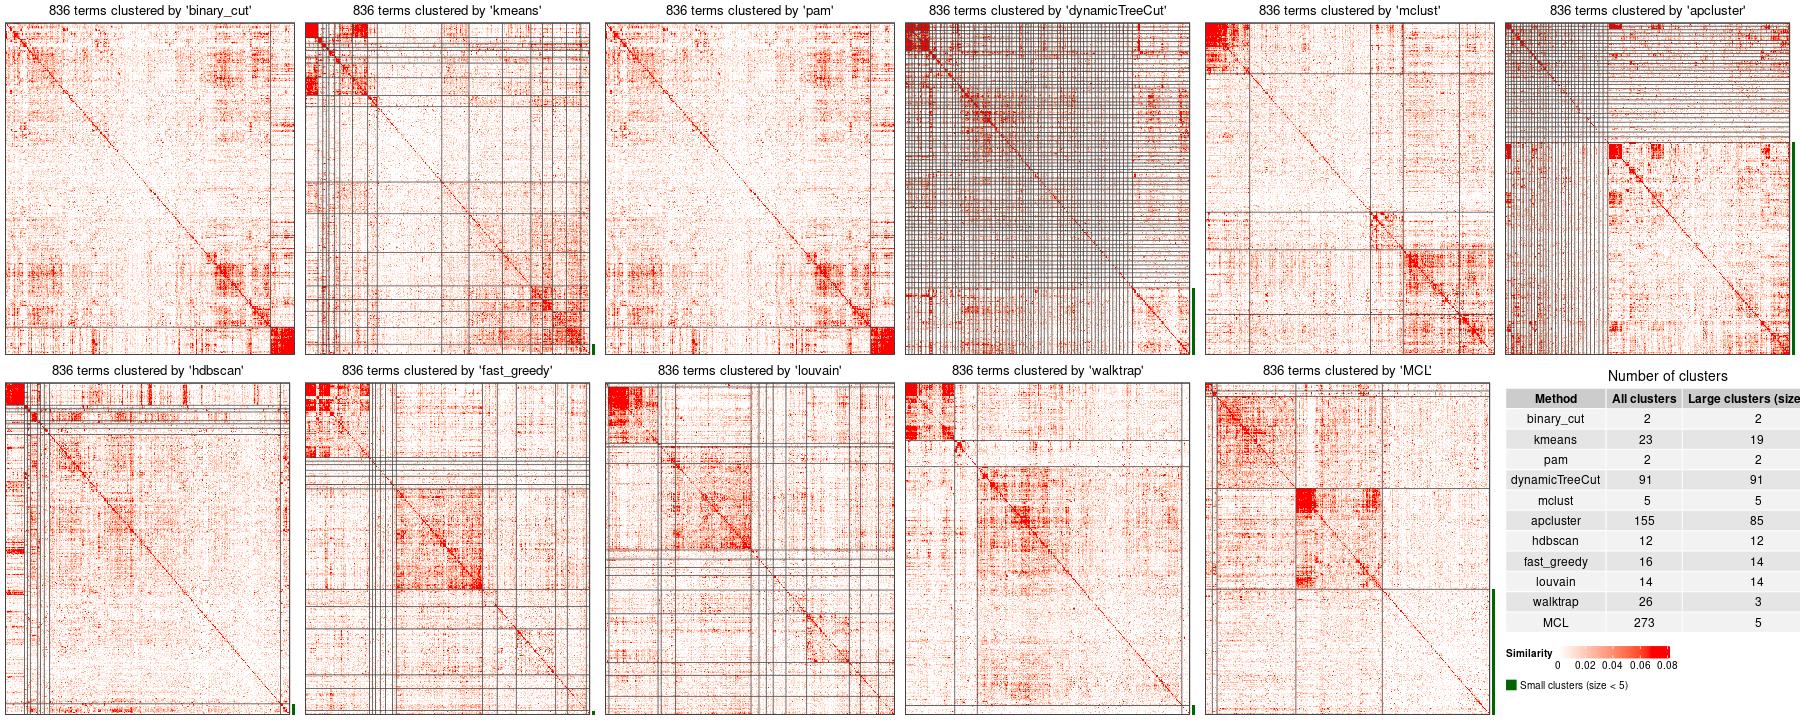 836 terms clustered by 'binary_cut'
836 terms clustered by 'kmeans'
836 terms clustered by 'pam'
836 terms clustered by 'dynamicTreeCut'
836 terms clustered by 'mclust'
836 terms clustered by 'apcluster'
836 terms clustered by 'hdbscan'
836 terms clustered by 'fast_greedy'
836 terms clustered by 'louvain'
836 terms clustered by 'walktrap'
836 terms clustered by 'MCL'
Number of clusters
Method All clusters Large clusters (size
binary_cut 2 2
kmeans 23 19
pam 2 2
dynamicTreeCut 91 91
mclust 5 5
apcluster 155 85
hdbscan 12 12
fast_greedy 16 14
louvain 14 14
walktrap 26 3
MCL 273 5
Similarity
0 0.02 0.04 0.06 0.08
Small clusters (size < 5)